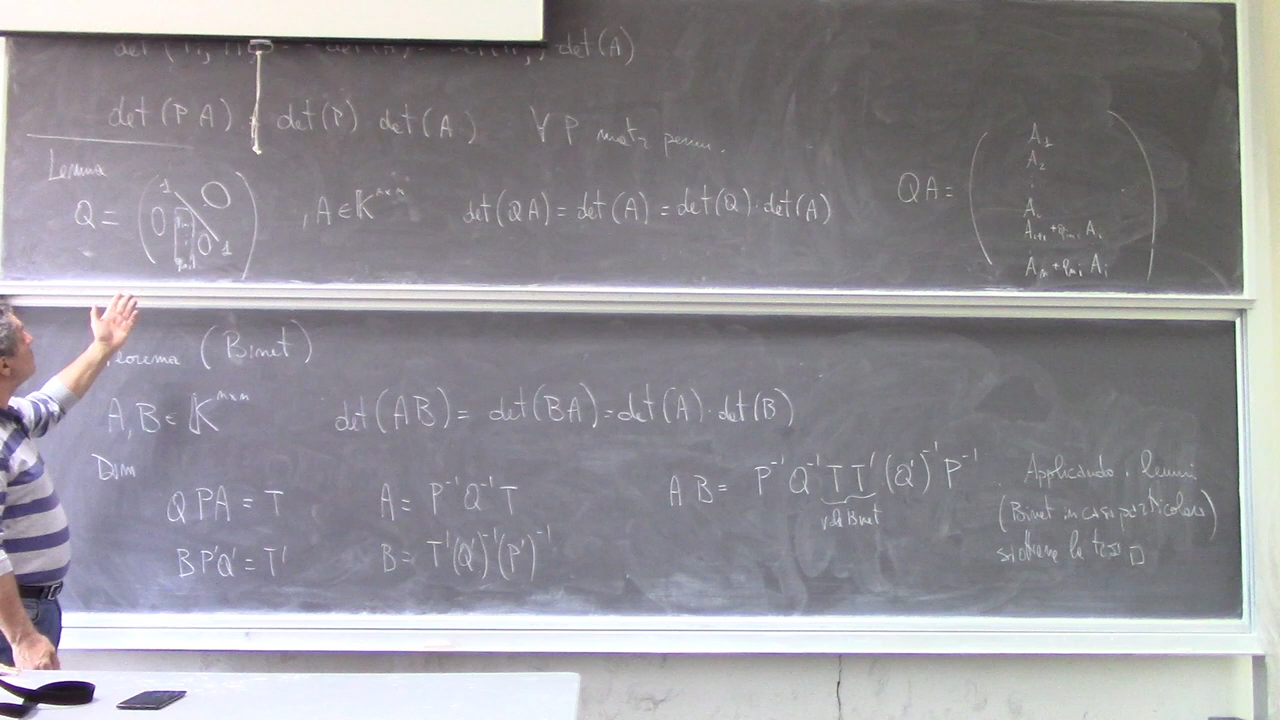 det(A)
det(PA) = det(P) det(A) ∀ P matr perm.
Lemma
Q = (1 0 0 0 1) , A ∈ K^{n×n} det(QA) = det(A) = det(Q)·det(A)
QA =
A_1
A_2
⋮
A_i
A_{i+1} + q_{i+1,i} A_i
A_n + q_{ni} A_i
Teorema (Binet)
A,B ∈ K^{n×n} det(AB) = det(BA) = det(A)·det(B)
Dim
QPA = T A = P^{-1}Q^{-1}T
BP'Q' = T' B = T'(Q')^{-1}(P')^{-1}
AB = P^{-1} Q^{-1} T T' (Q')^{-1} P^{-1}
vale Binet
Applicando i lemmi
(Binet in casi particolari)
si ottiene la tesi □